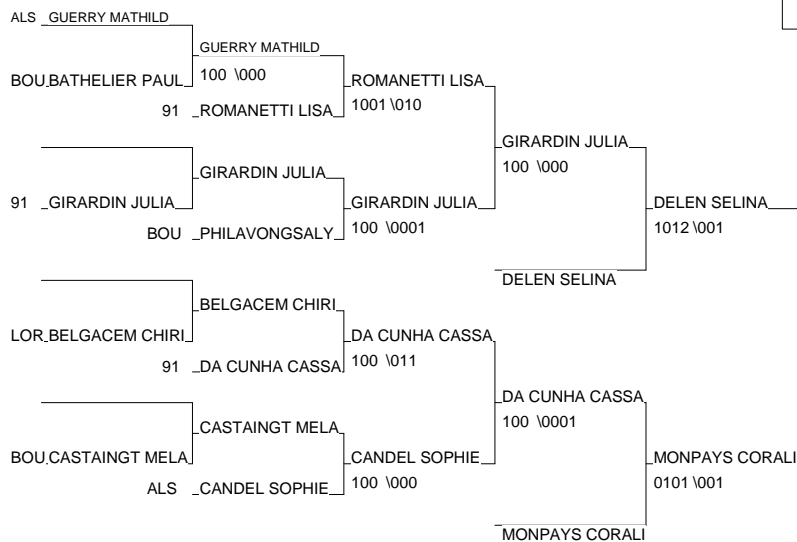 ALS GUERRY MATHILD
GUERRY MATHILD
BOU BATHELIER PAUL 100 \000 ROMANETTI LISA
91 ROMANETTI LISA 1001 \010
GIRARDIN JULIA
100 \000
GIRARDIN JULIA
91 GIRARDIN JULIA GIRARDIN JULIA DELEN SELINA
BOU PHILAVONGSALY 100 \0001 1012 \001
DELEN SELINA
BELGACEM CHIRI
LOR BELGACEM CHIRI DA CUNHA CASSA
91 DA CUNHA CASSA 100 \011
DA CUNHA CASSA
100 \0001
CASTAINGT MELA
BOU CASTAINGT MELA CANDEL SOPHIE MONPAYS CORALI
ALS CANDEL SOPHIE 100 \000 0101 \001
MONPAYS CORALI